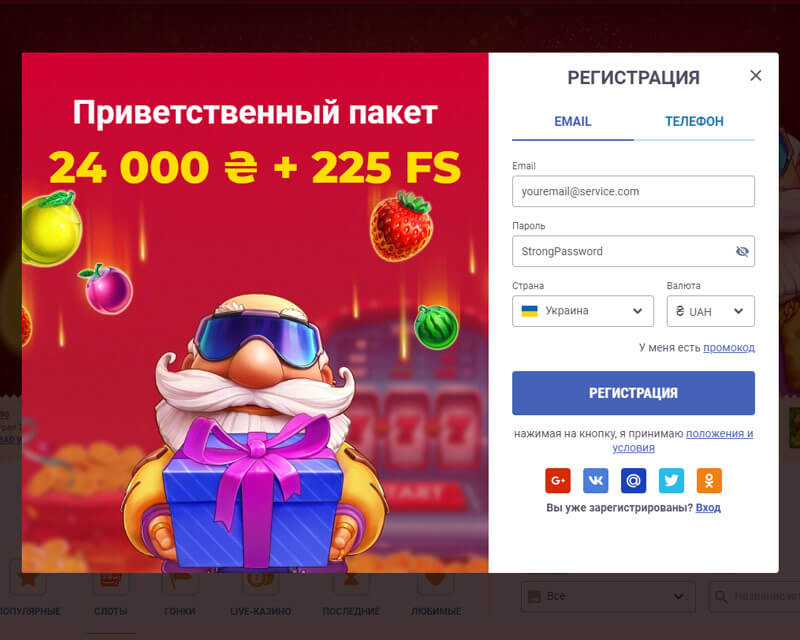 Приветственный пакет
24 000 ₴ + 225 FS
РЕГИСТРАЦИЯ
EMAIL
ТЕЛЕФОН
Email
youremail@service.com
Пароль
StrongPassword
Страна
Валюта
Украина
₴ UAH
У меня есть промокод
РЕГИСТРАЦИЯ
нажимая на кнопку, я принимаю положения и
условия
G+
@
Вы уже зарегистрированы? Вход
СЛОТЫ
ГОНКИ
LIVE-КАЗИНО
ПОСЛЕДНИЕ
ЛЮБИМЫЕ
Все
Название